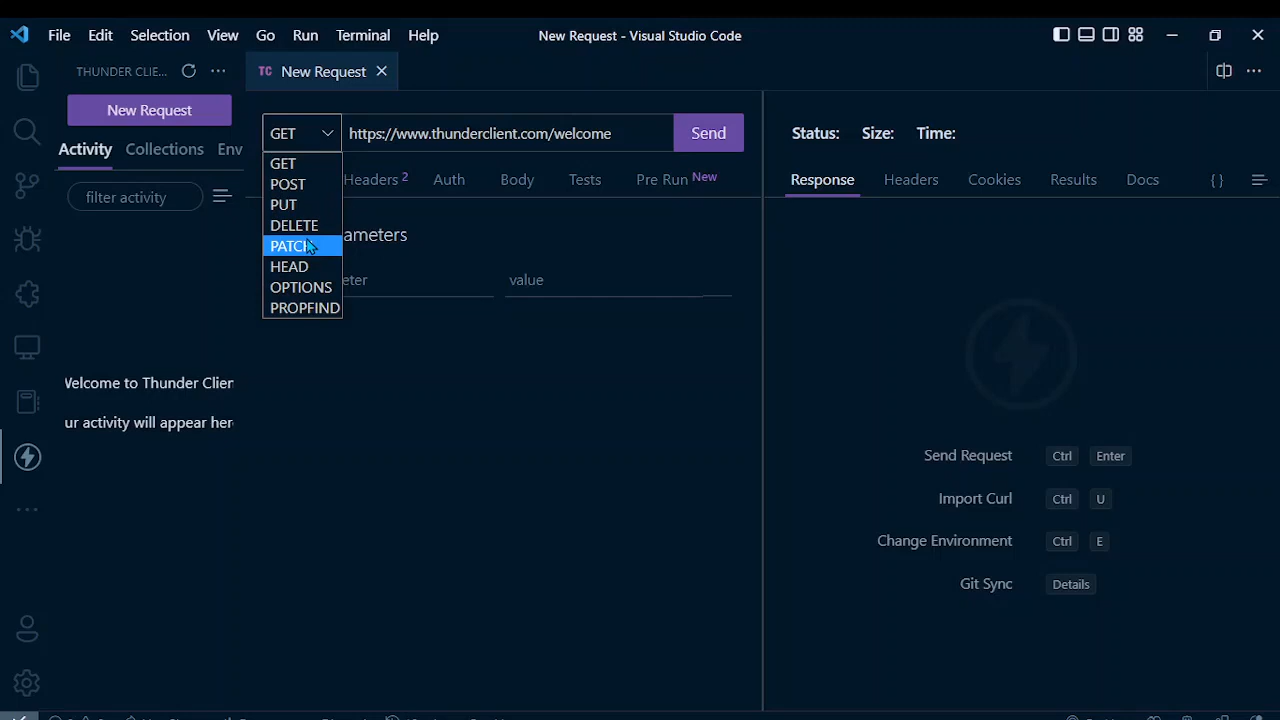 File Edit Selection View Go Run Terminal Help New Request - Visual Studio Code
THUNDER CLIE...
TC New Request
New Request
Activity Collections Env
filter activity
Velcome to Thunder Clien
ur activity will appear her
GET https://www.thunderclient.com/welcome Send
GET
POST
PUT
DELETE
PATCH
HEAD
OPTIONS
PROPFIND
Headers 2 Auth Body Tests Pre Run New
ameters
eter value
Status: Size: Time:
Response Headers Cookies Results Docs { }
Send Request Ctrl Enter
Import Curl Ctrl U
Change Environment Ctrl E
Git Sync Details